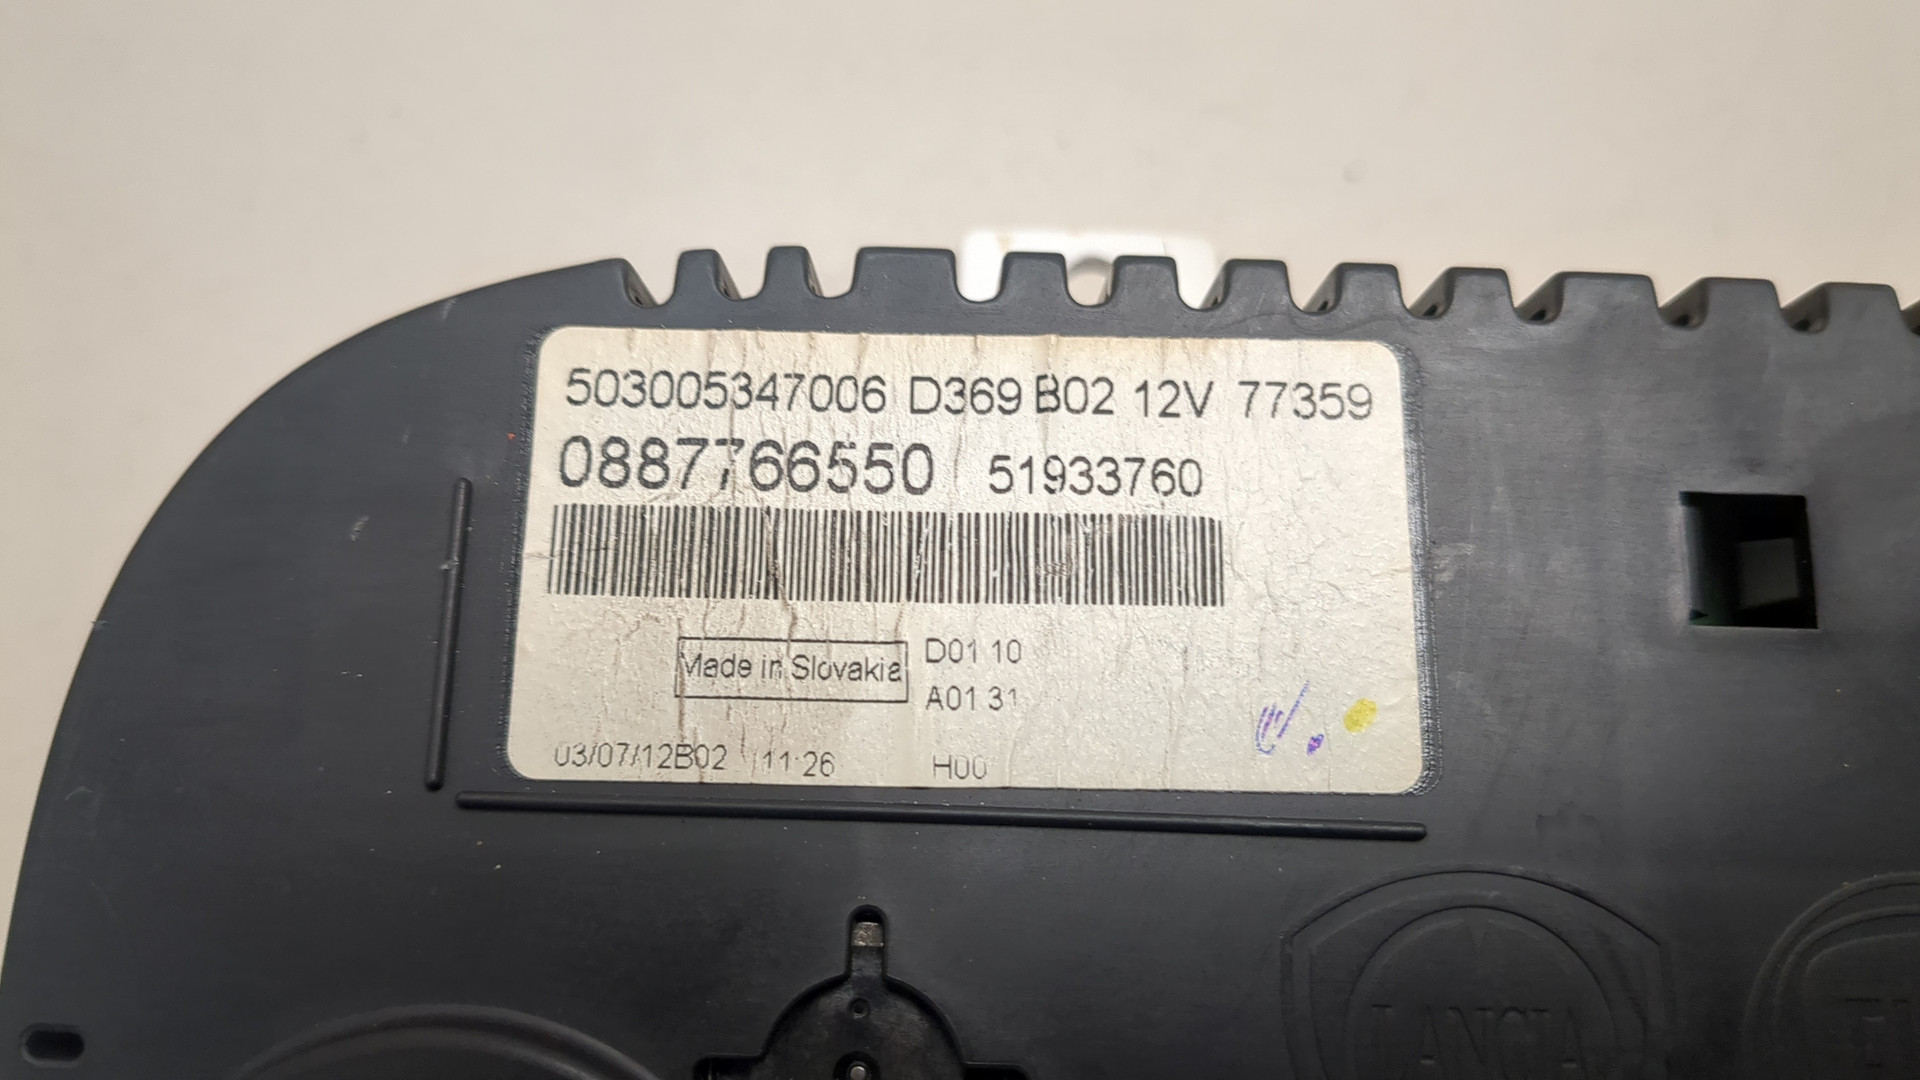 503005347006 D369 B02 12V 77359
0887766550 51933760
Made in Slovakia
D01 10
A01 31
03/07/12B02 11:26 H00
LANCIA